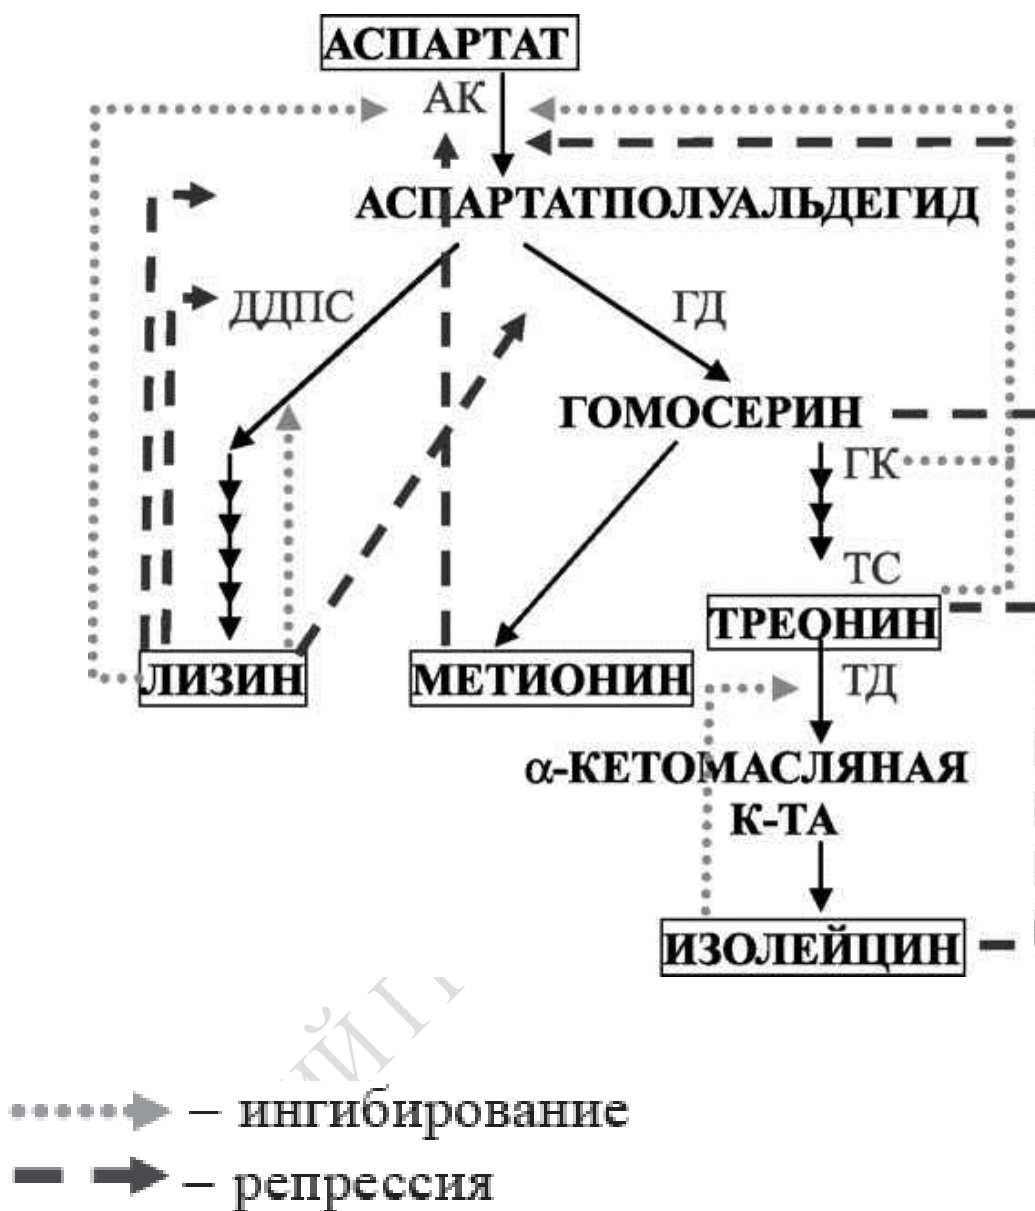 АСПАРТАТ
АК
АСПАРТАТПОЛУАЛЬДЕГИД
ДДПС
ГД
ГОМОСЕРИН
ГК
ТС
ТРЕОНИН
ЛИЗИН
МЕТИОНИН
ТД
α-КЕТОМАСЛЯНАЯ
К-ТА
ИЗОЛЕЙЦИН
– ингибирование
– репрессия